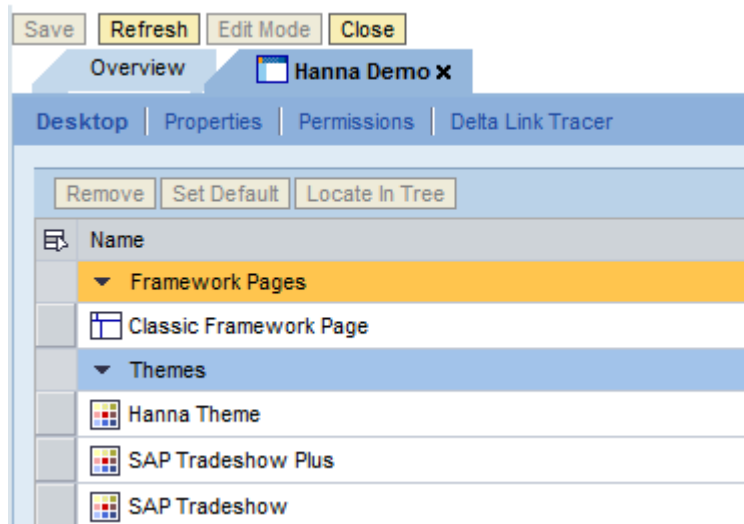 Save Refresh Edit Mode Close
Overview Hanna Demo
Desktop Properties Permissions Delta Link Tracer
Remove Set Default Locate In Tree
Name
Framework Pages
Classic Framework Page
Themes
Hanna Theme
SAP Tradeshow Plus
SAP Tradeshow